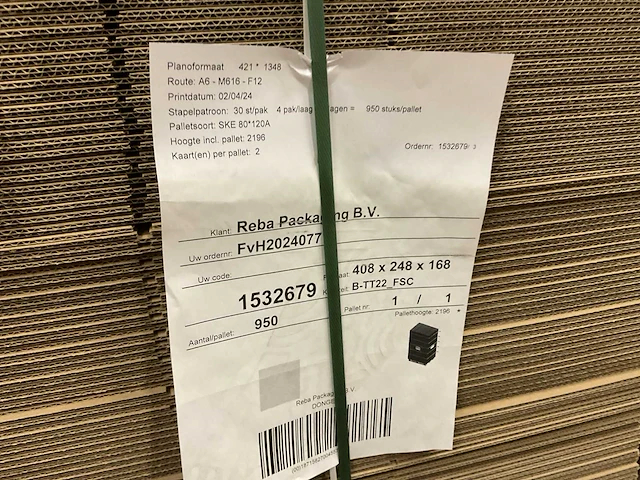 Planoformaat 421 * 1348
Route: A6 - M616 - F12
Printdatum: 02/04/24
Stapelpatroon: 30 st/pak 4 pak/laag lagen = 950 stuks/pallet
Palletsoort: SKE 80*120A
Hoogte incl. pallet: 2196
Kaart(en) per pallet: 2
Ordernr: 1532679/ 3
Klant: Reba Packaging B.V.
Uw ordernr: FvH2024077
Uw code:
408 x 248 x 168
1532679 B-TT22_FSC
Aantal/pallet: 950 Pallet nr: 1 / 1
Pallethoogte: 2196 *
Reba Packaging B.V.